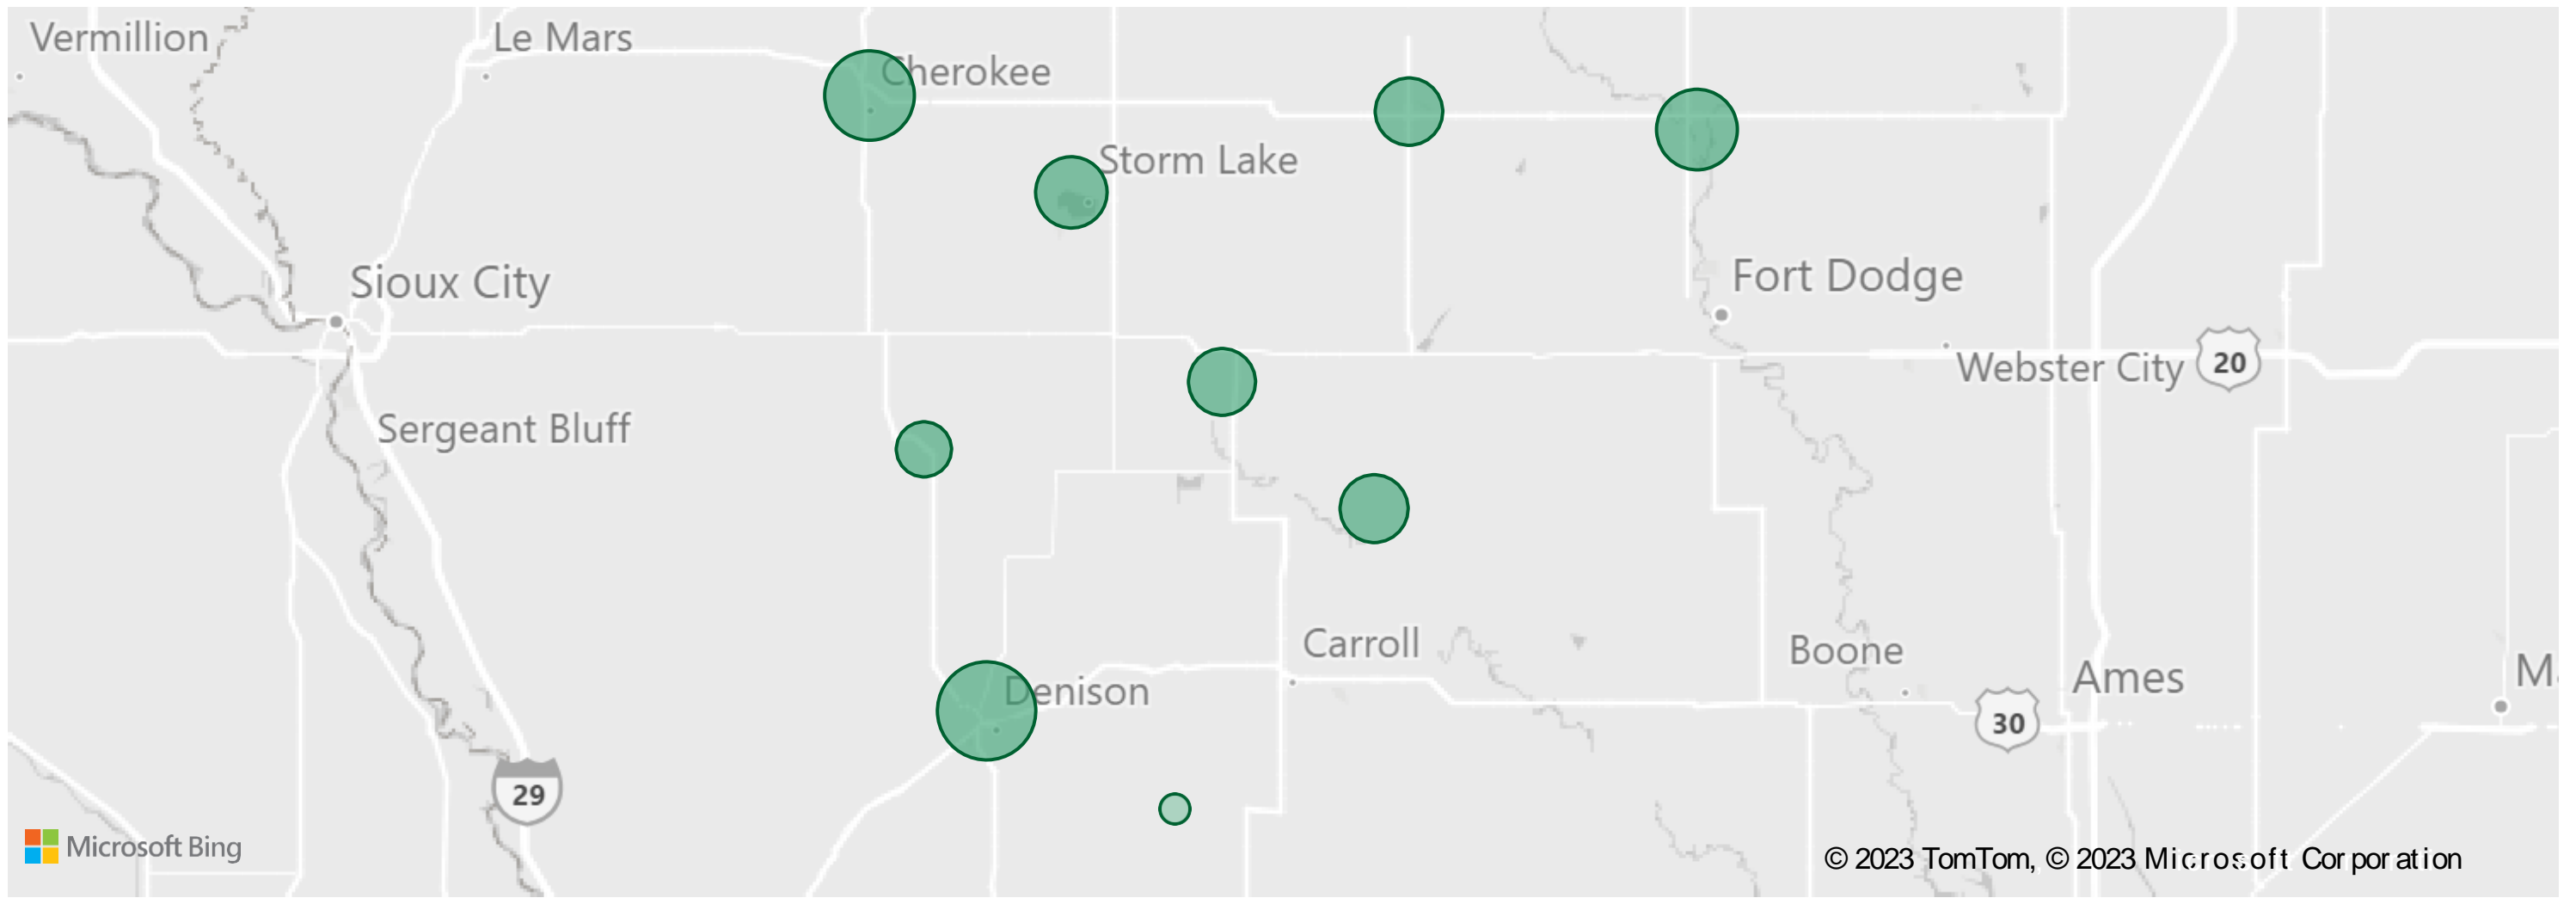 Vermillion
Le Mars
Cherokee
Storm Lake
Sioux City
Fort Dodge
Webster City
20
Sergeant Bluff
Carroll
Boone
Ames
M
Denison
30
29
Microsoft Bing
© 2023 TomTom, © 2023 Microsoft Corporation